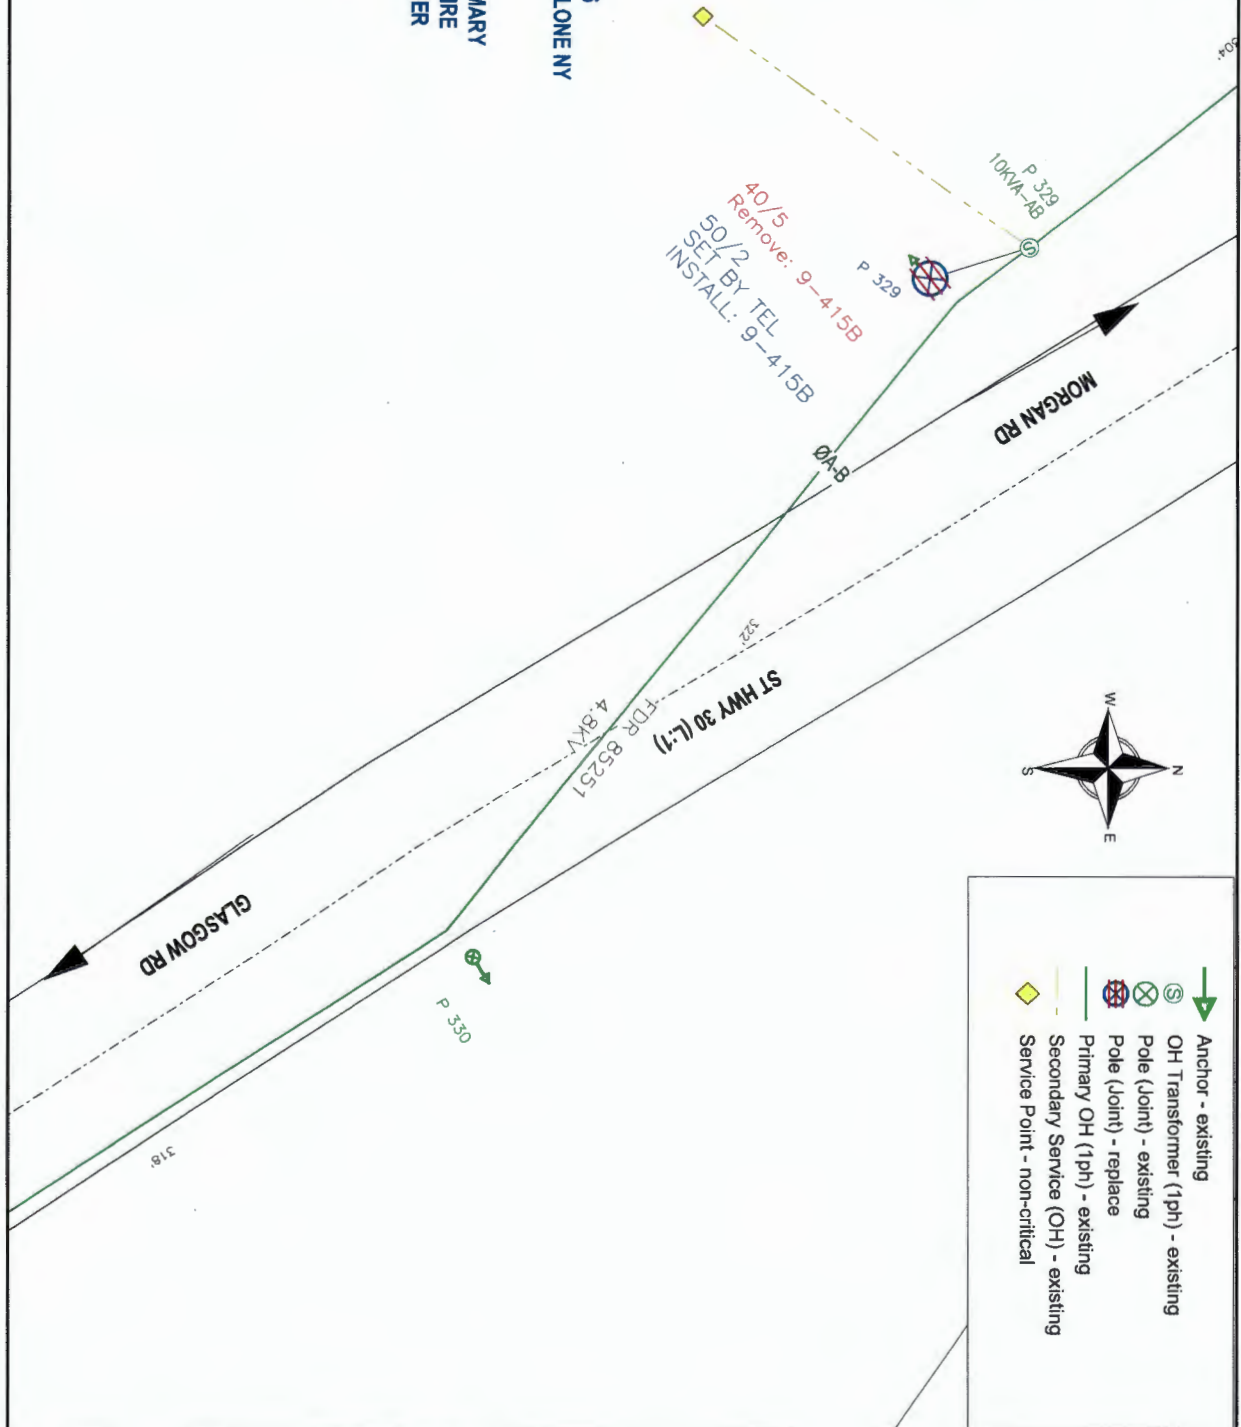 LONE NY
MARY
IRE
ER
304'
P 329
10KVA-AB
P 329
40/5
Remove: 9-415B
50/2
SET BY TEL
INSTALL: 9-415B
MORGAN RD
ØA-B
322'
ST HWY 30 (L:1)
FDR 85251
4.8KV
GLASGOW RD
P 330
318'
N
W
E
S
Anchor - existing
S OH Transformer (1ph) - existing
Pole (Joint) - existing
Pole (Joint) - replace
Primary OH (1ph) - existing
Secondary Service (OH) - existing
Service Point - non-critical
S